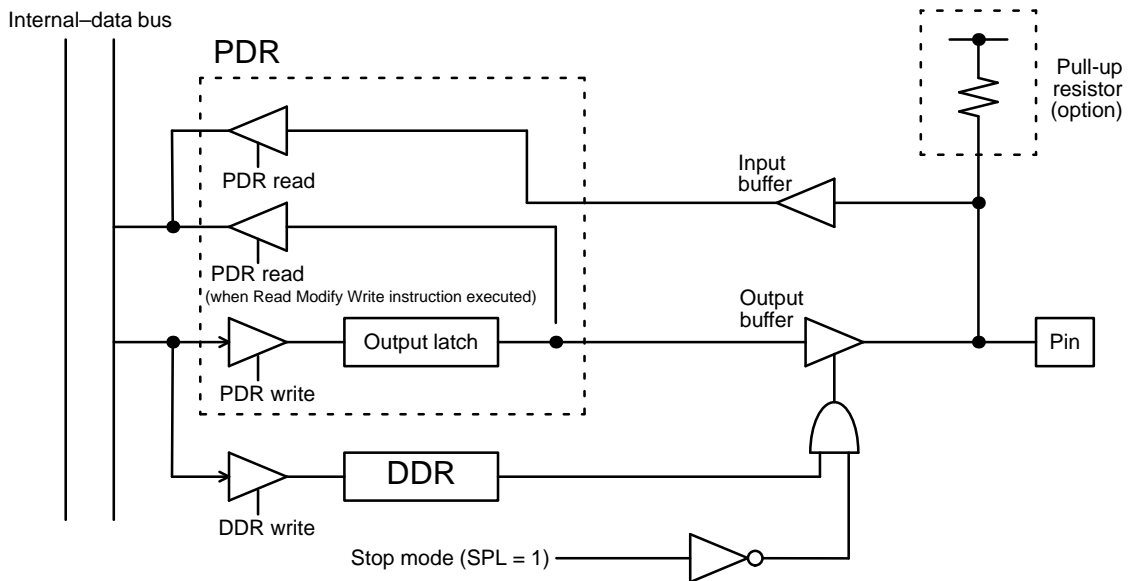 Internal–data bus
PDR
Pull-up
resistor
(option)
PDR read
Input
buffer
PDR read
(when Read Modify Write instruction executed)
Output
buffer
Output latch
Pin
PDR write
DDR
DDR write
Stop mode (SPL = 1)